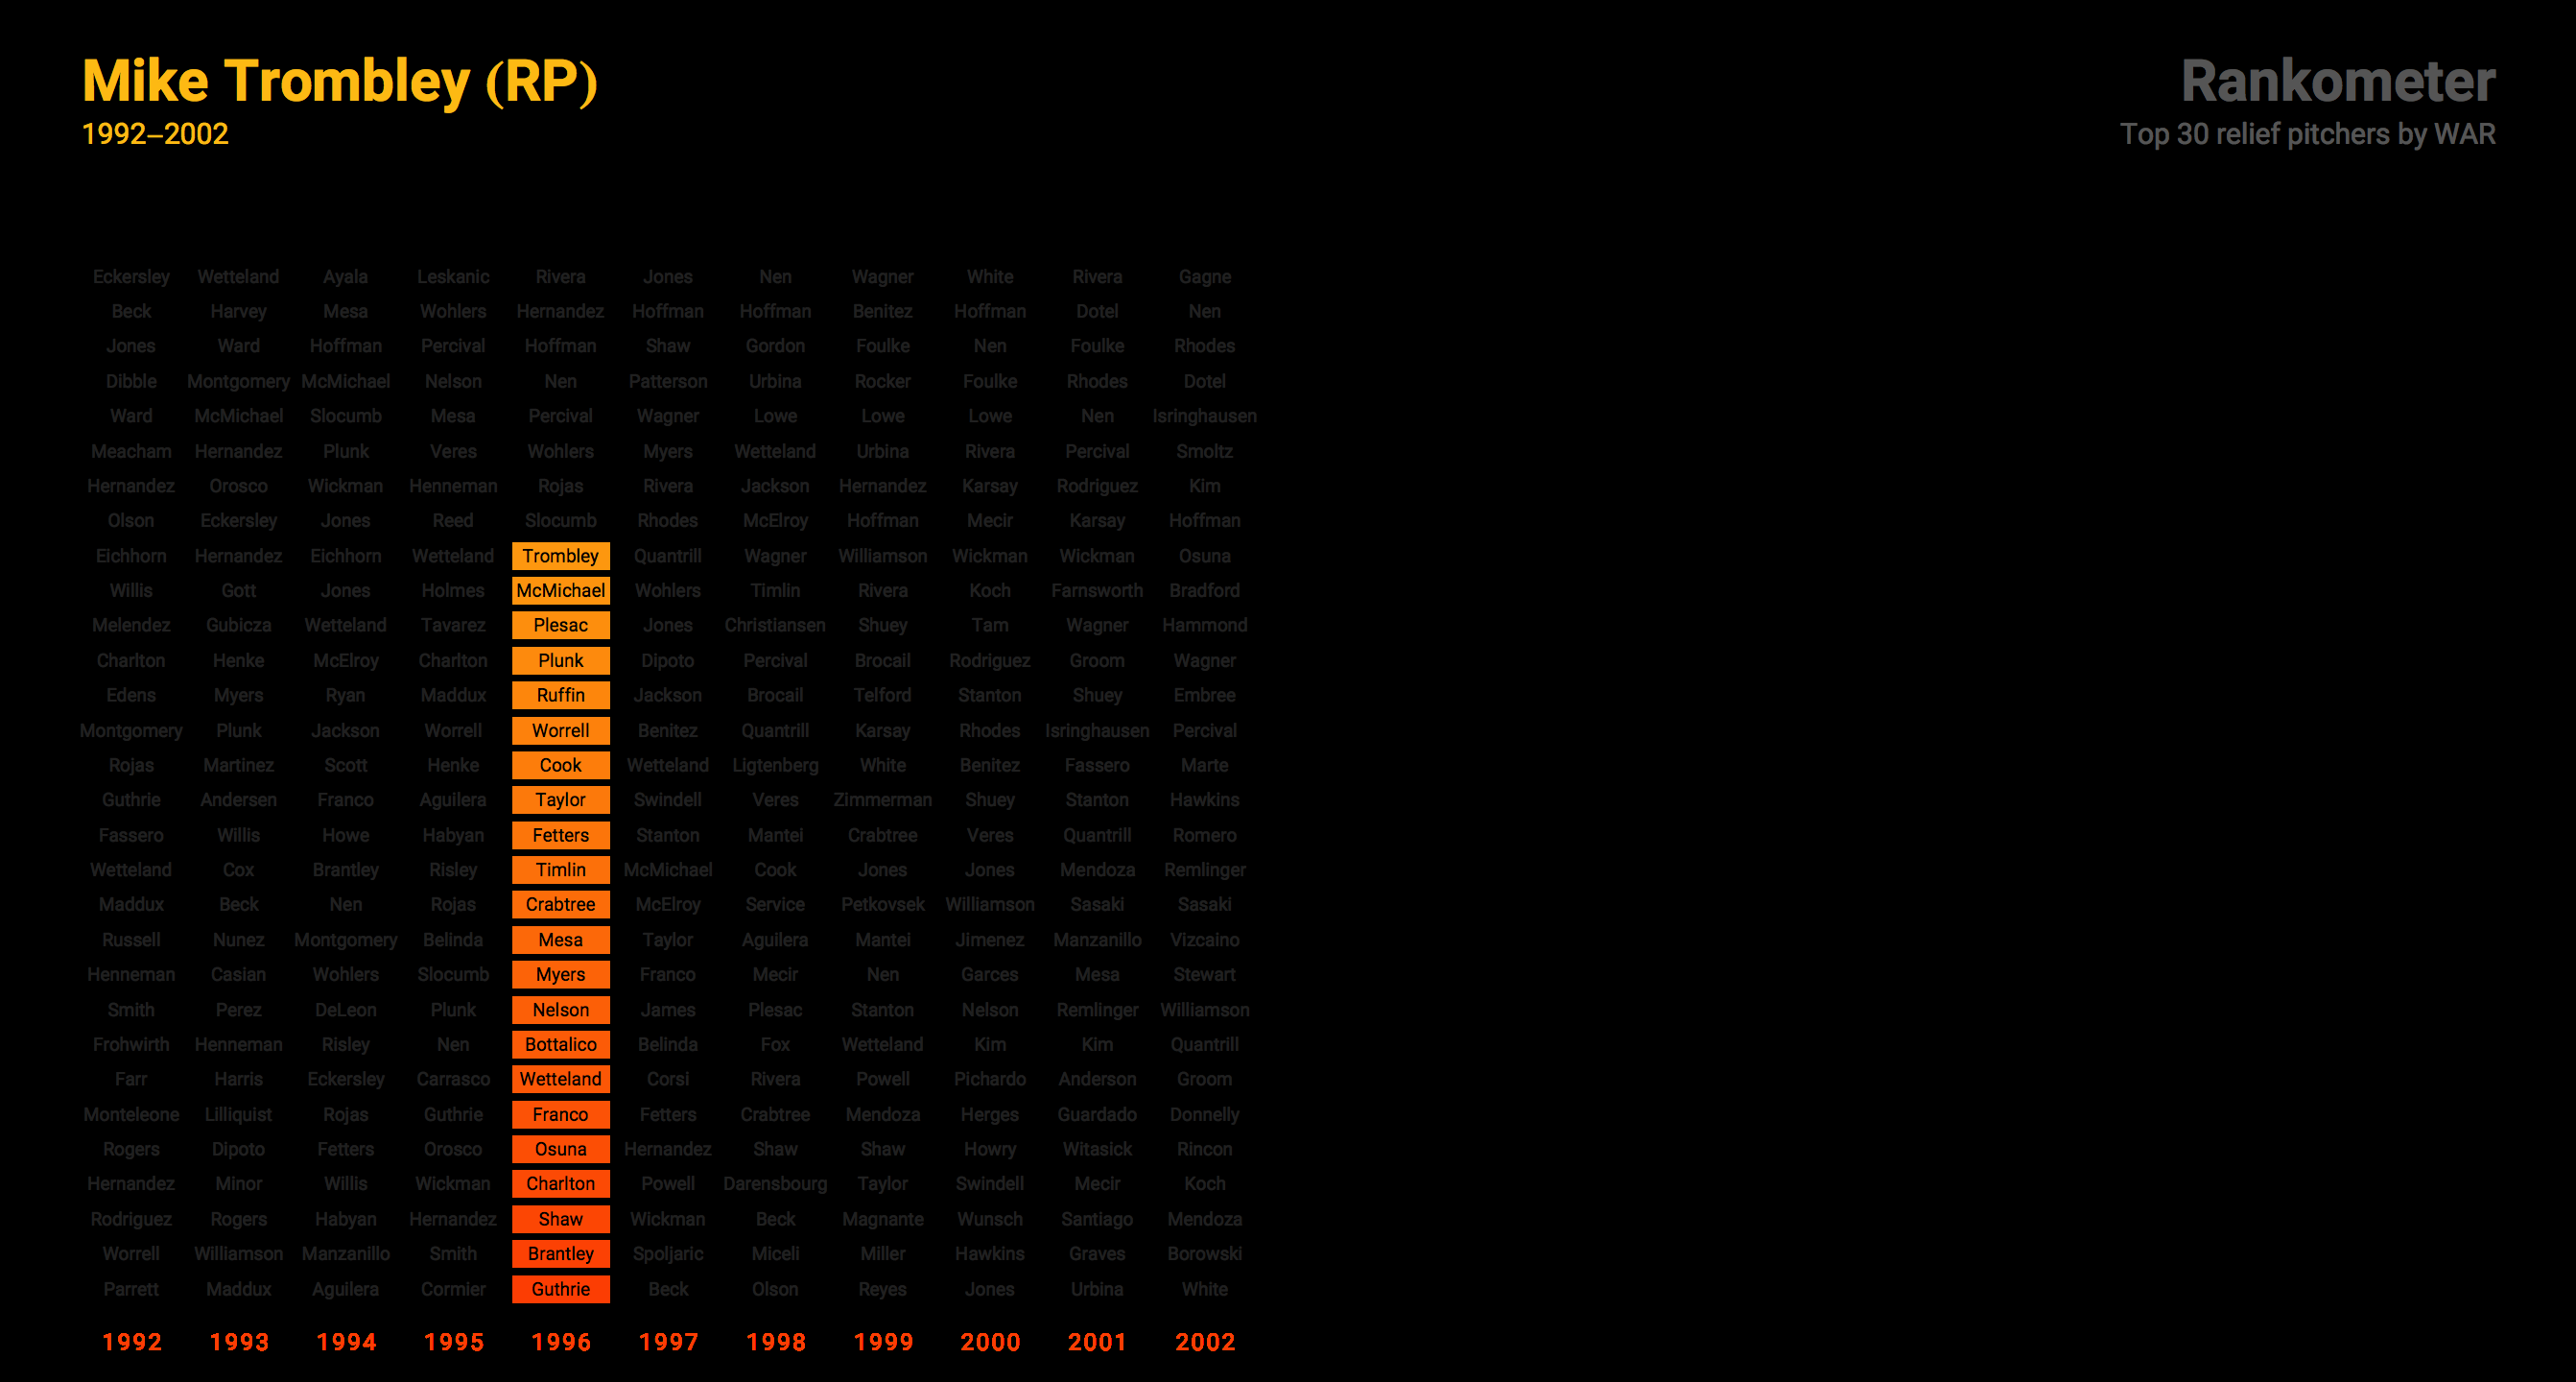 Mike Trombley (RP)
1992–2002
Rankometer
Top 30 relief pitchers by WAR
Eckersley Wetteland Ayala Leskanic Rivera Jones Nen Wagner White Rivera Gagne
Beck Harvey Mesa Wohlers Hernandez Hoffman Hoffman Benitez Hoffman Dotel Nen
Jones Ward Hoffman Percival Hoffman Shaw Gordon Foulke Nen Foulke Rhodes
Dibble Montgomery McMichael Nelson Nen Patterson Urbina Rocker Foulke Rhodes Dotel
Ward McMichael Slocumb Mesa Percival Wagner Lowe Lowe Lowe Nen Isringhausen
Meacham Hernandez Plunk Veres Wohlers Myers Wetteland Urbina Rivera Percival Smoltz
Hernandez Orosco Wickman Henneman Rojas Rivera Jackson Hernandez Karsay Rodriguez Kim
Olson Eckersley Jones Reed Slocumb Rhodes McElroy Hoffman Mecir Karsay Hoffman
Eichhorn Hernandez Eichhorn Wetteland Trombley Quantrill Wagner Williamson Wickman Wickman Osuna
Willis Gott Jones Holmes McMichael Wohlers Timlin Rivera Koch Farnsworth Bradford
Melendez Gubicza Wetteland Tavarez Plesac Jones Christiansen Shuey Tam Wagner Hammond
Charlton Henke McElroy Charlton Plunk Dipoto Percival Brocail Rodriguez Groom Wagner
Edens Myers Ryan Maddux Ruffin Jackson Brocail Telford Stanton Shuey Embree
Montgomery Plunk Jackson Worrell Worrell Benitez Quantrill Karsay Rhodes Isringhausen Percival
Rojas Martinez Scott Henke Cook Wetteland Ligtenberg White Benitez Fassero Marte
Guthrie Andersen Franco Aguilera Taylor Swindell Veres Zimmerman Shuey Stanton Hawkins
Fassero Willis Howe Habyan Fetters Stanton Mantei Crabtree Veres Quantrill Romero
Wetteland Cox Brantley Risley Timlin McMichael Cook Jones Jones Mendoza Remlinger
Maddux Beck Nen Rojas Crabtree McElroy Service Petkovsek Williamson Sasaki Sasaki
Russell Nunez Montgomery Belinda Mesa Taylor Aguilera Mantei Jimenez Manzanillo Vizcaino
Henneman Casian Wohlers Slocumb Myers Franco Mecir Nen Garces Mesa Stewart
Smith Perez DeLeon Plunk Nelson James Plesac Stanton Nelson Remlinger Williamson
Frohwirth Henneman Risley Nen Bottalico Belinda Fox Wetteland Kim Kim Quantrill
Farr Harris Eckersley Carrasco Wetteland Corsi Rivera Powell Pichardo Anderson Groom
Monteleone Lilliquist Rojas Guthrie Franco Fetters Crabtree Mendoza Herges Guardado Donnelly
Rogers Dipoto Fetters Orosco Osuna Hernandez Shaw Shaw Howry Witasick Rincon
Hernandez Minor Willis Wickman Charlton Powell Darensbourg Taylor Swindell Mecir Koch
Rodriguez Rogers Habyan Hernandez Shaw Wickman Beck Magnante Wunsch Santiago Mendoza
Worrell Williamson Manzanillo Smith Brantley Spoljaric Miceli Miller Hawkins Graves Borowski
Parrett Maddux Aguilera Cormier Guthrie Beck Olson Reyes Jones Urbina White
1992 1993 1994 1995 1996 1997 1998 1999 2000 2001 2002